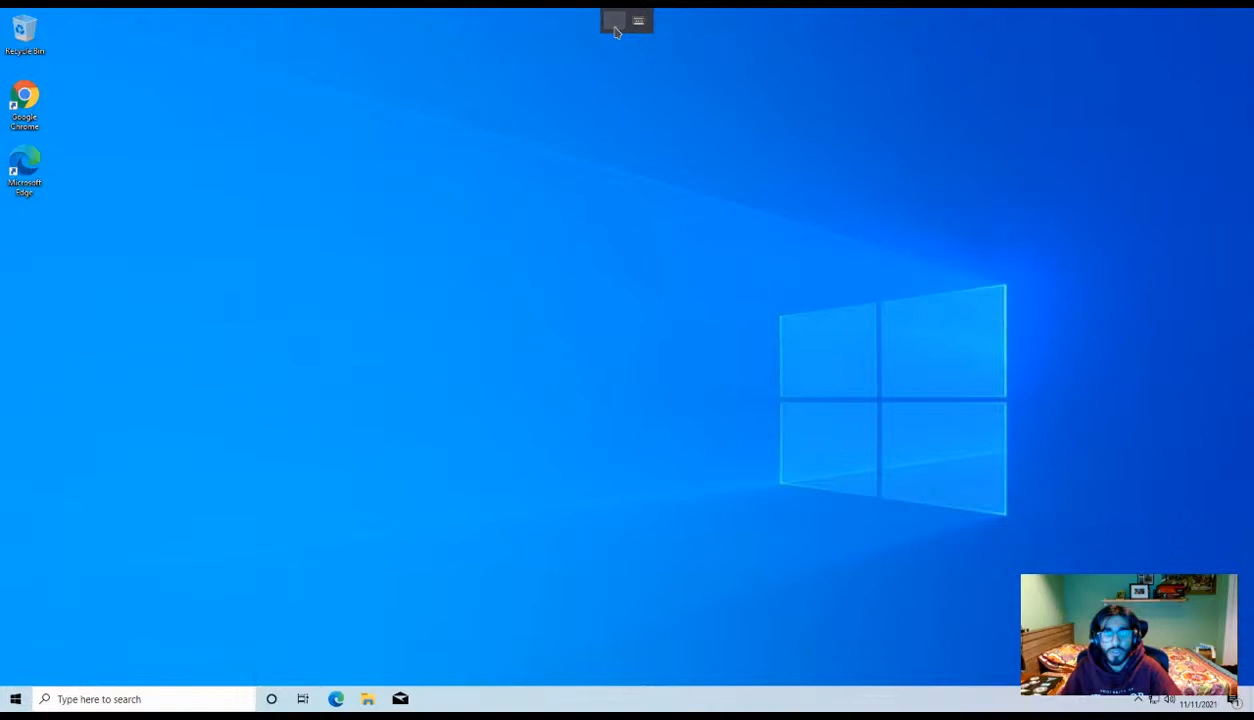 Recycle Bin
Google
Chrome
Microsoft
Edge
Type here to search
11/11/2021